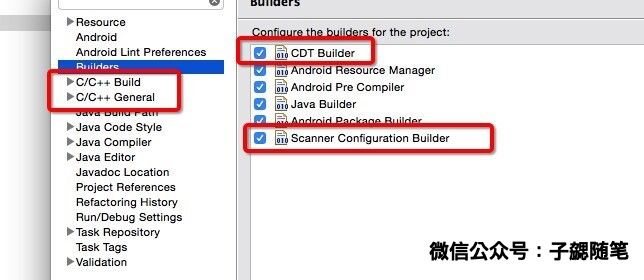 Builders
Configure the builders for the project:
Resource
Android
Android Lint Preferences
Builders
C/C++ Build
C/C++ General
Java Build Path
Java Code Style
Java Compiler
Java Editor
Javadoc Location
Project References
Refactoring History
Run/Debug Settings
Task Repository
Task Tags
Validation
CDT Builder
Android Resource Manager
Android Pre Compiler
Java Builder
Android Package Builder
Scanner Configuration Builder
微信公众号：子勰随笔